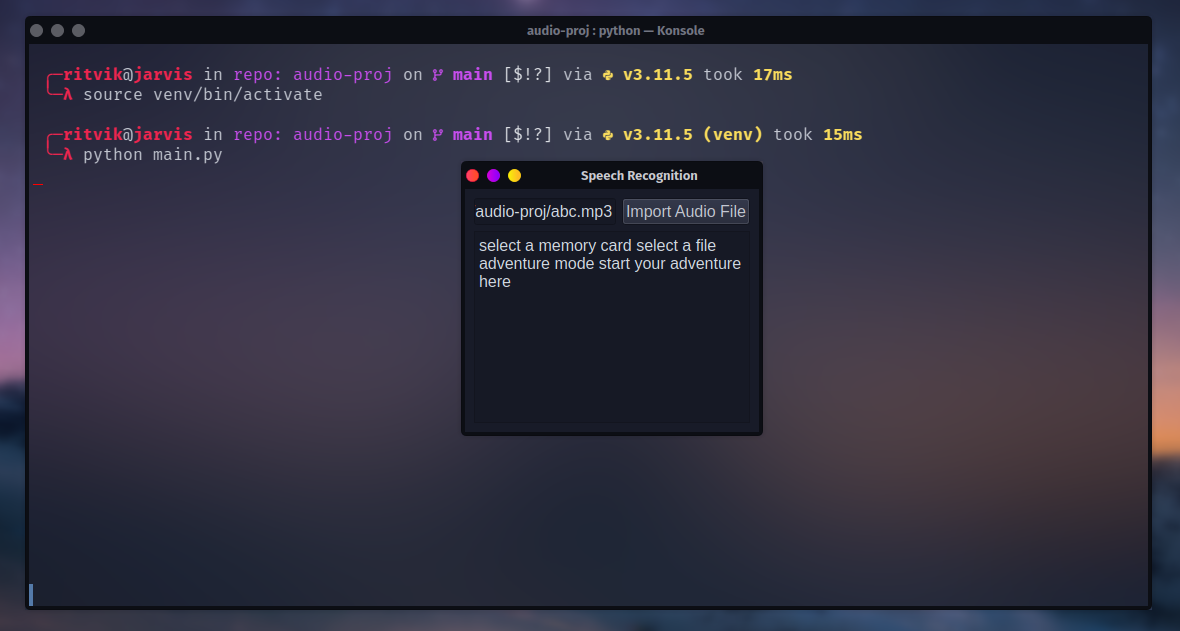 audio-proj : python — Konsole
ritvik@jarvis in repo: audio-proj on main [$!?] via v3.11.5 took 17ms
λ source venv/bin/activate
ritvik@jarvis in repo: audio-proj on main [$!?] via v3.11.5 (venv) took 15ms
λ python main.py
Speech Recognition
audio-proj/abc.mp3 Import Audio File
select a memory card select a file
adventure mode start your adventure
here